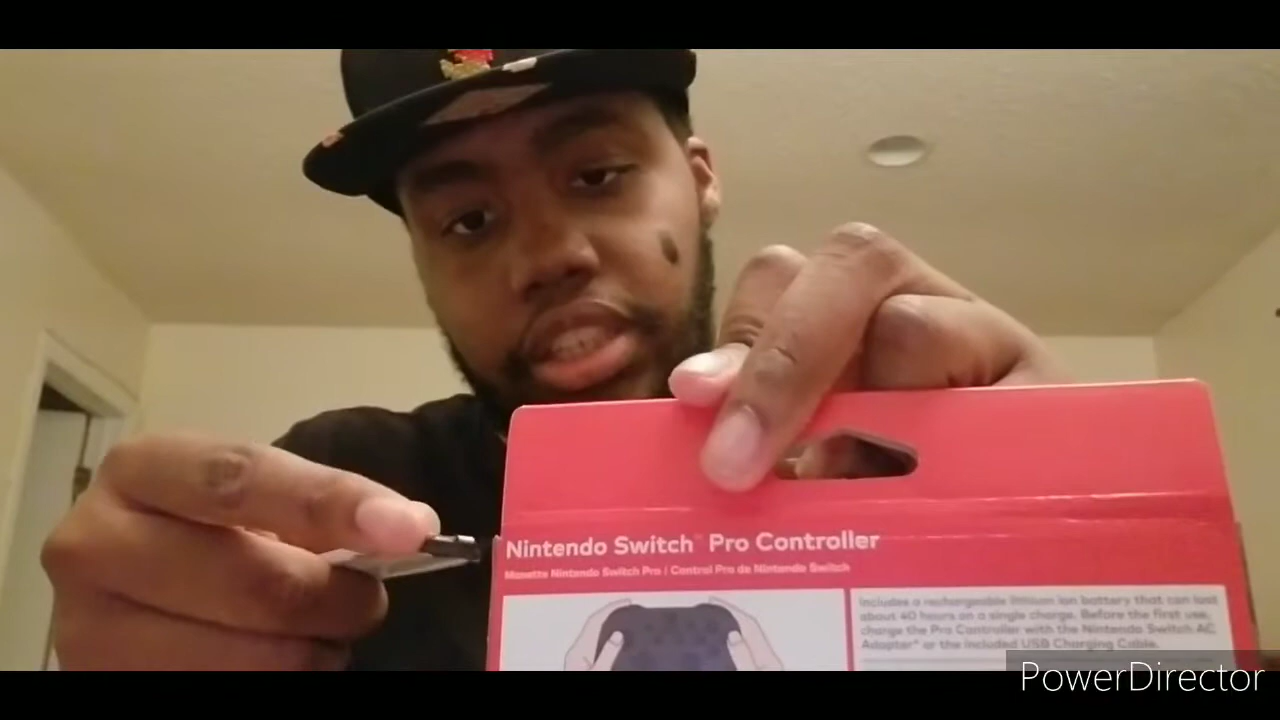 Nintendo Switch Pro Controller
Manette Nintendo Switch Pro / Control Pro de Nintendo Switch
Includes a rechargeable lithium ion battery that can last
about 40 hours on a single charge. Before the first use,
charge the Pro Controller with the Nintendo Switch AC
Adapter* or the included USB Charging Cable.
PowerDirector